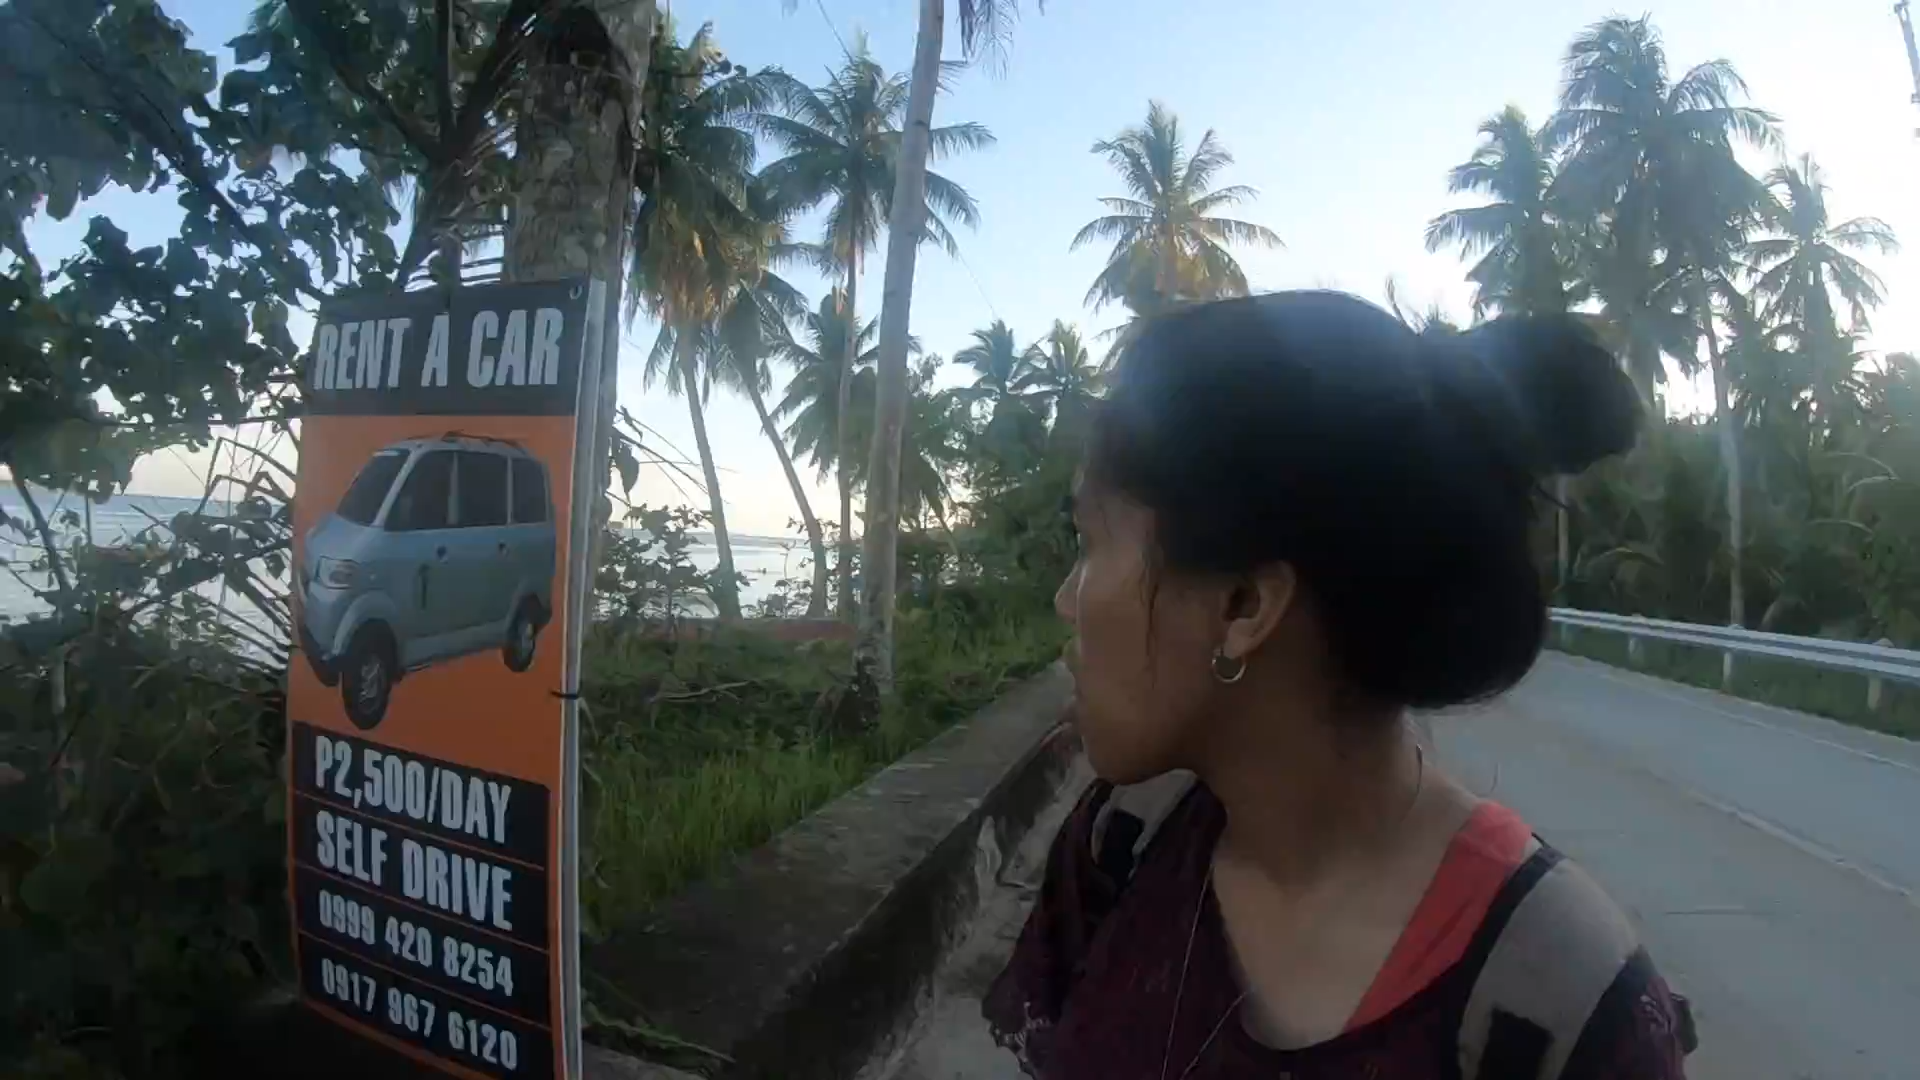 RENT A CAR
P2,500/DAY
SELF DRIVE
0999 420 8254
0917 967 6120